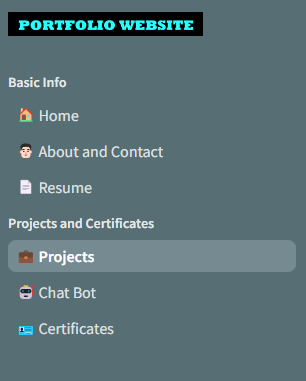 PORTFOLIO WEBSITE
Basic Info
Home
About and Contact
Resume
Projects and Certificates
Projects
Chat Bot
Certificates